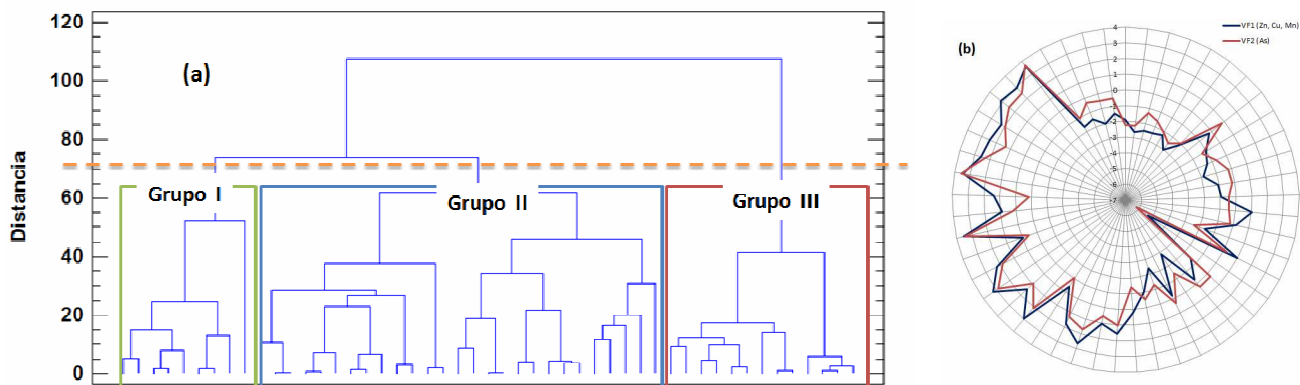 (a)
Distancia
120
100
80
60
40
20
0
Grupo I
Grupo II
Grupo III
(b)
VF1 (Zn, Cu, Mn)
VF2 (As)
4
3
2
1
0
-1
-2
-3
-4
-5
-6
-7